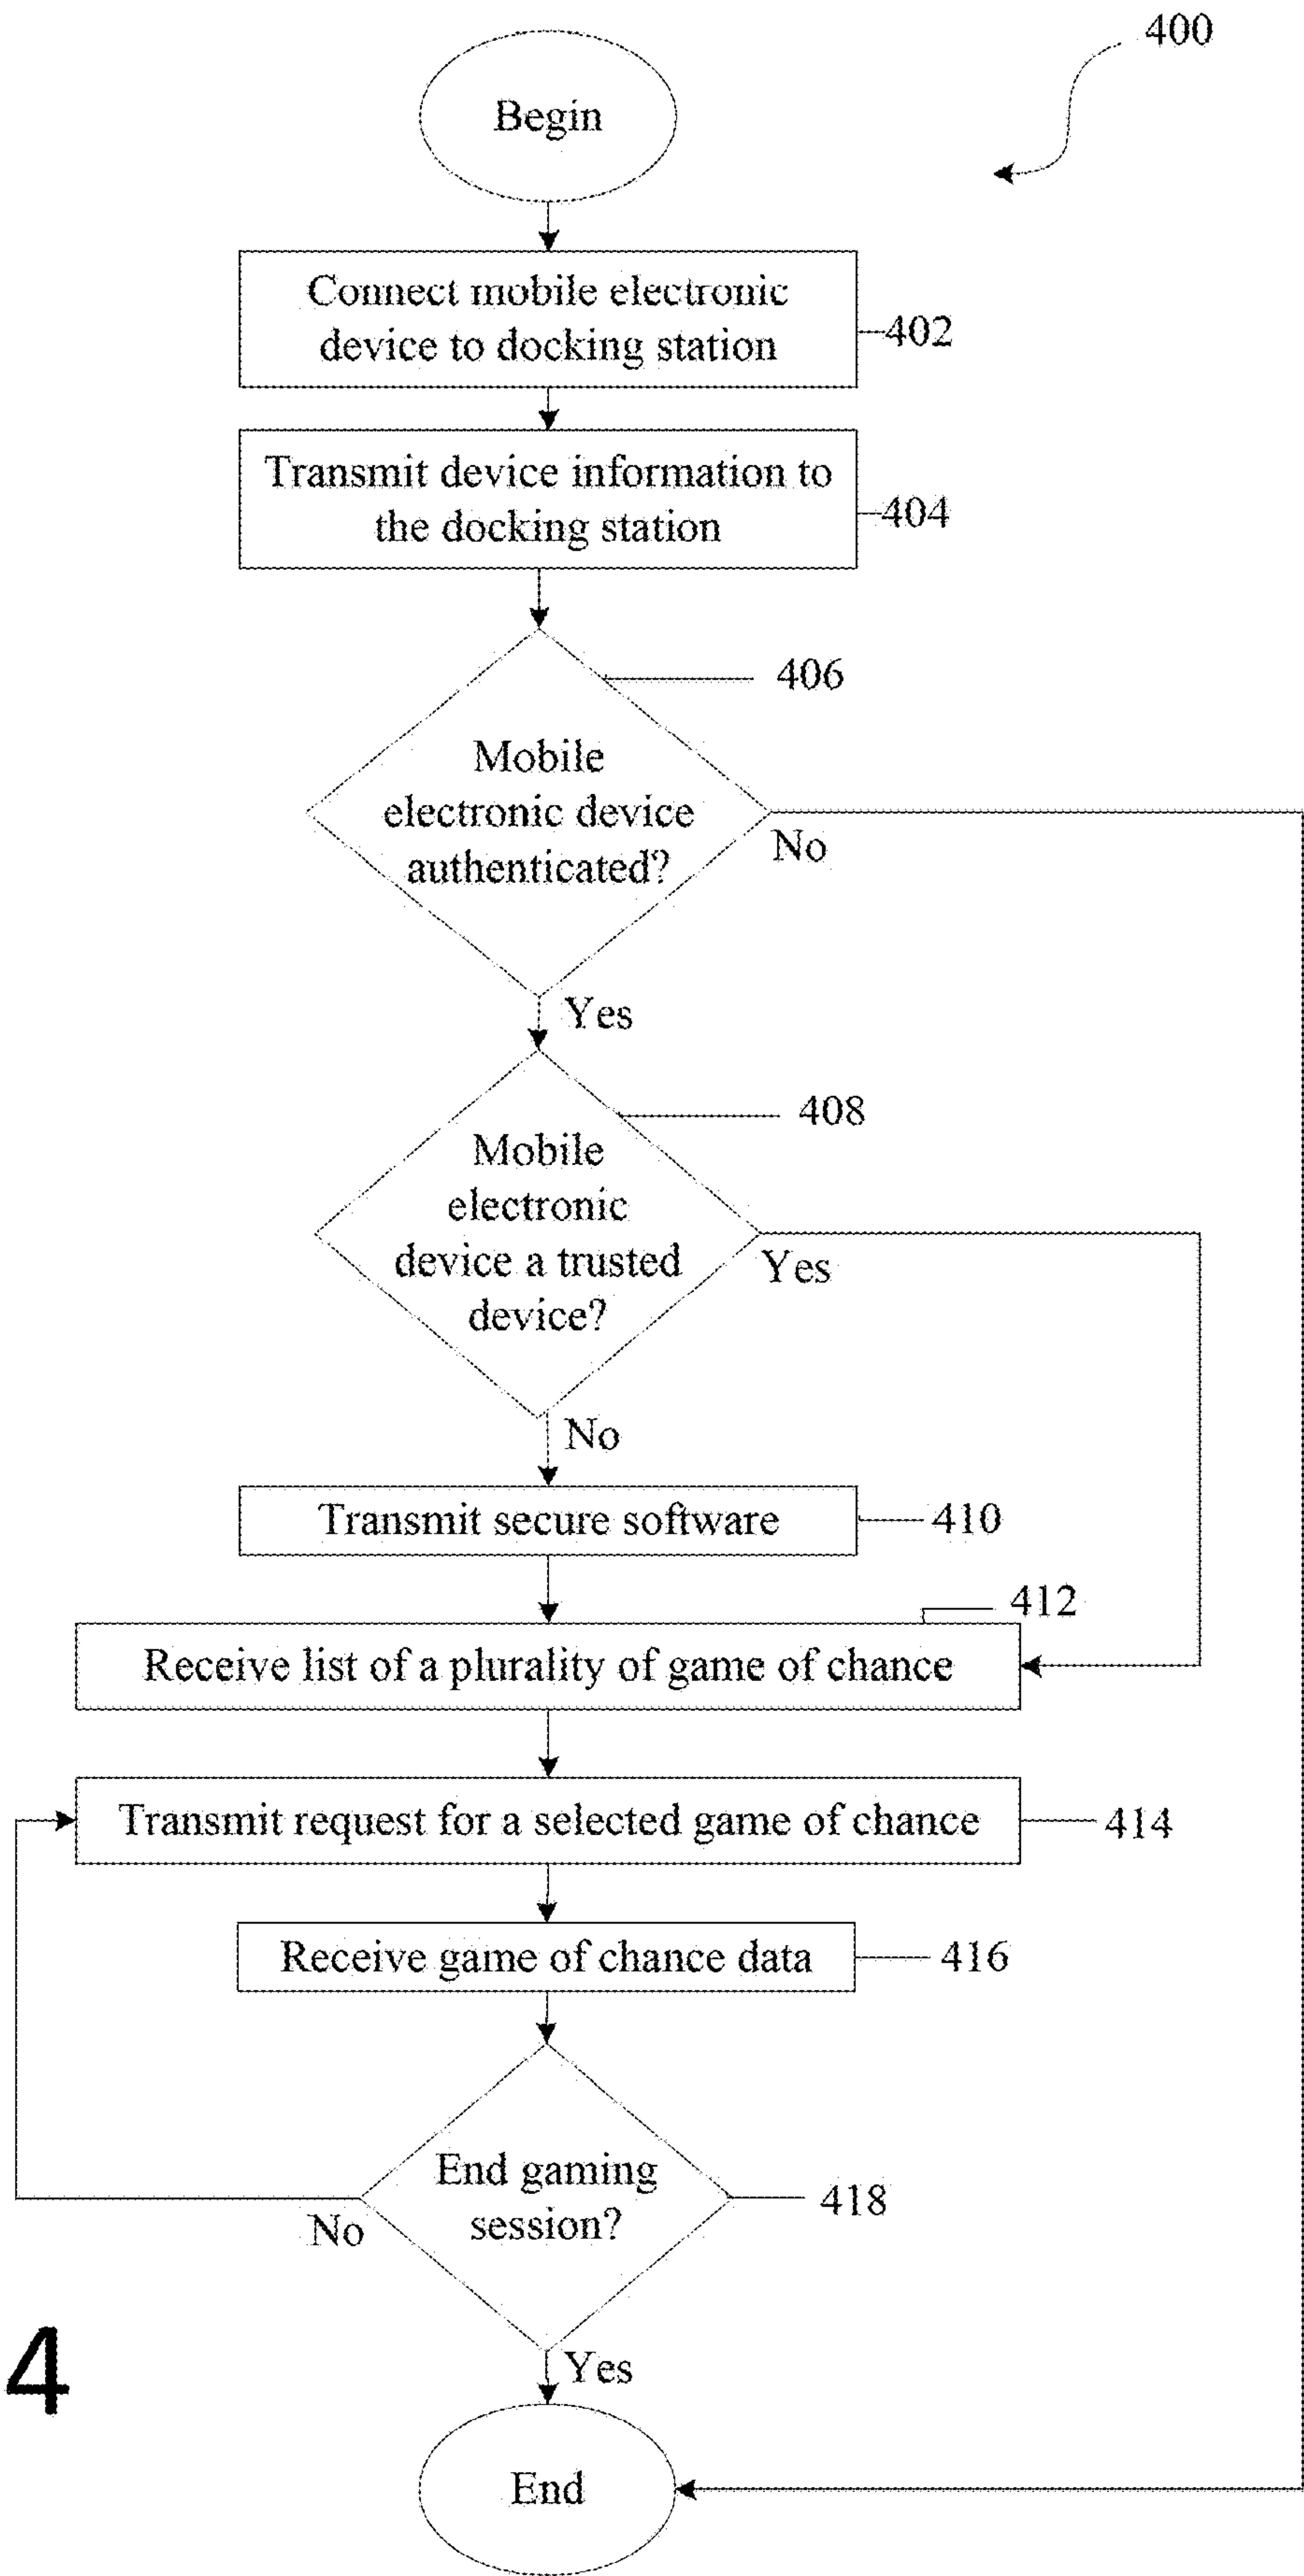 400
Begin
Connect mobile electronic
device to docking station
402
Transmit device information to
the docking station
404
406
Mobile
electronic device
authenticated?
No
Yes
408
Mobile
electronic
device a trusted
device?
Yes
No
Transmit secure software
410
412
Receive list of a plurality of game of chance
Transmit request for a selected game of chance
414
Receive game of chance data
416
End gaming
session?
418
No
Yes
4
End